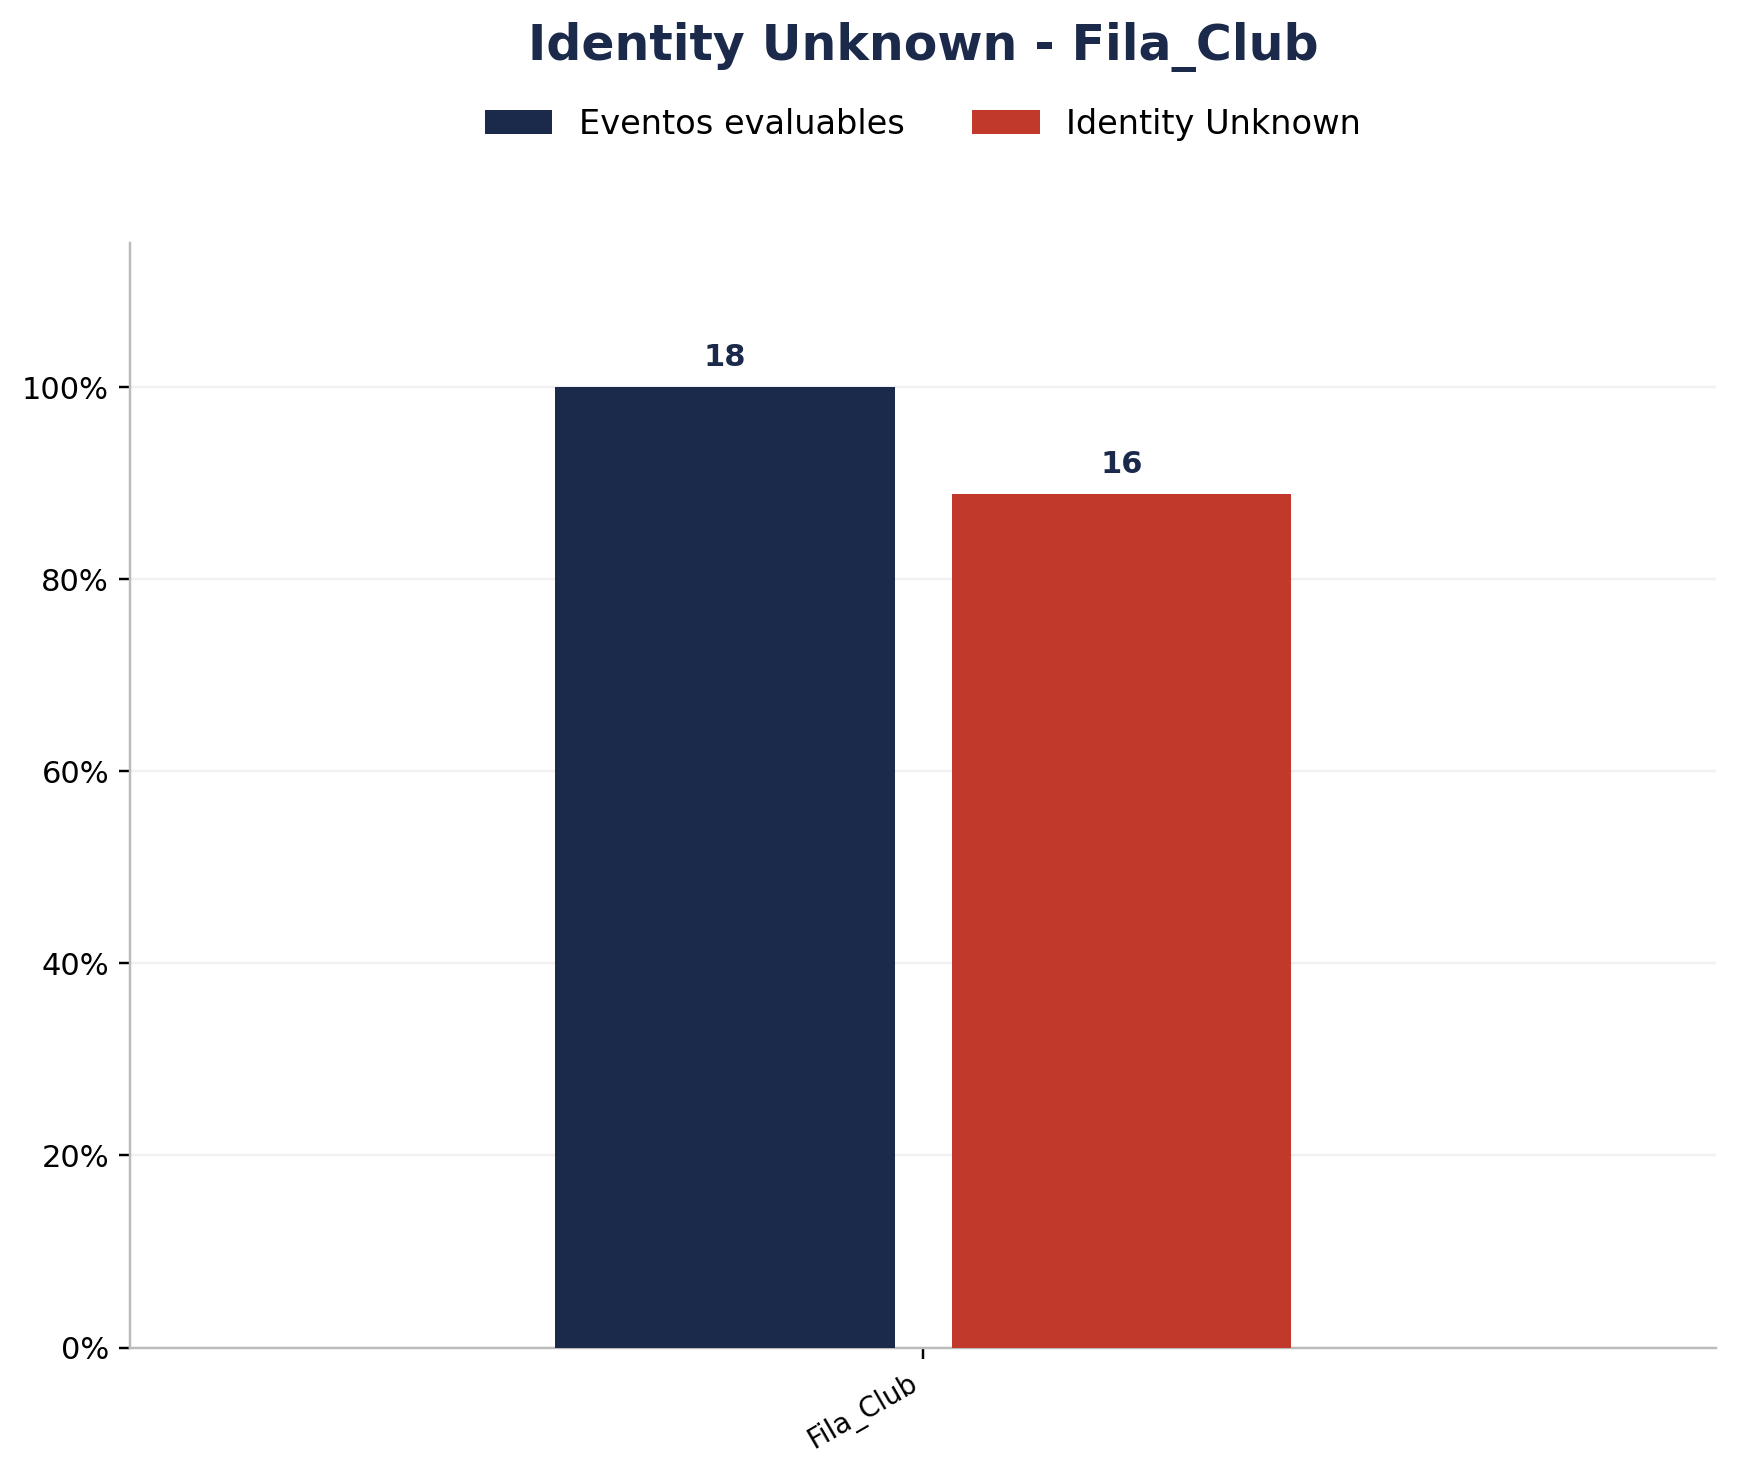 Identity Unknown - Fila_Club
Eventos evaluables
Identity Unknown
18
16
100%
80%
60%
40%
20%
0%
Fila_Club